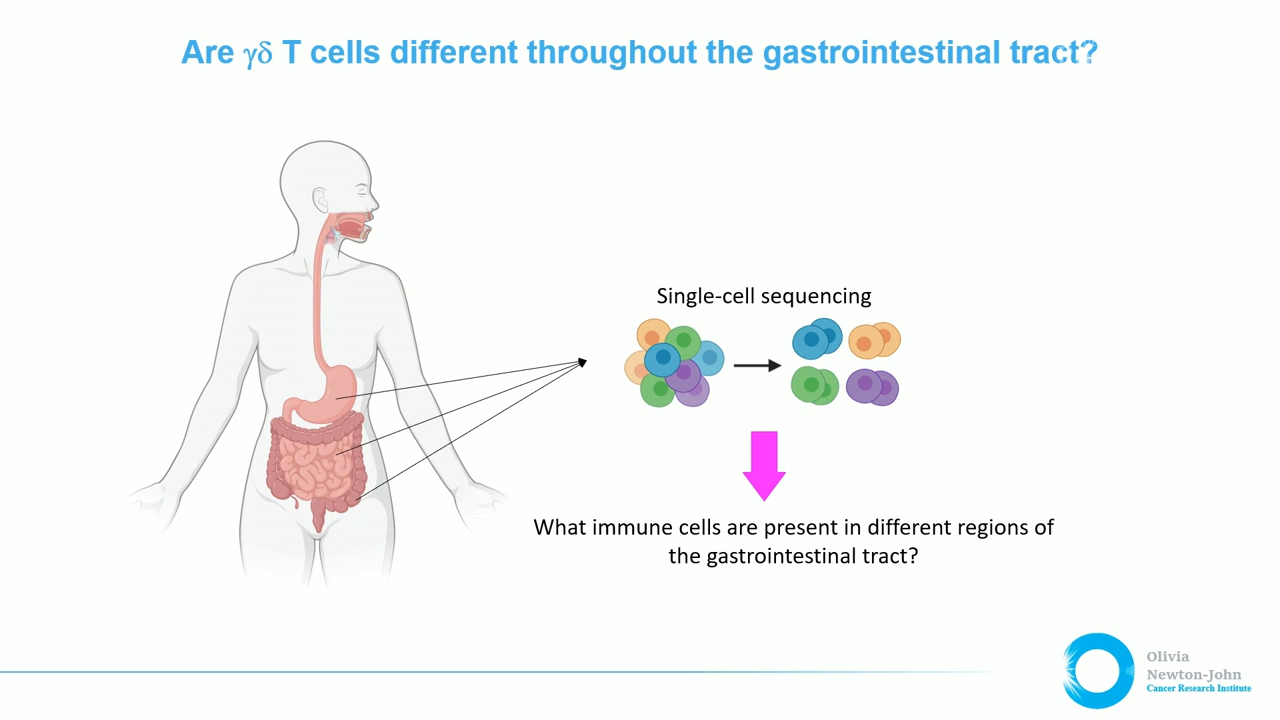 Are γδ T cells different throughout the gastrointestinal tract?
Single-cell sequencing
What immune cells are present in different regions of
the gastrointestinal tract?
Olivia
Newton-John
Cancer Research Institute